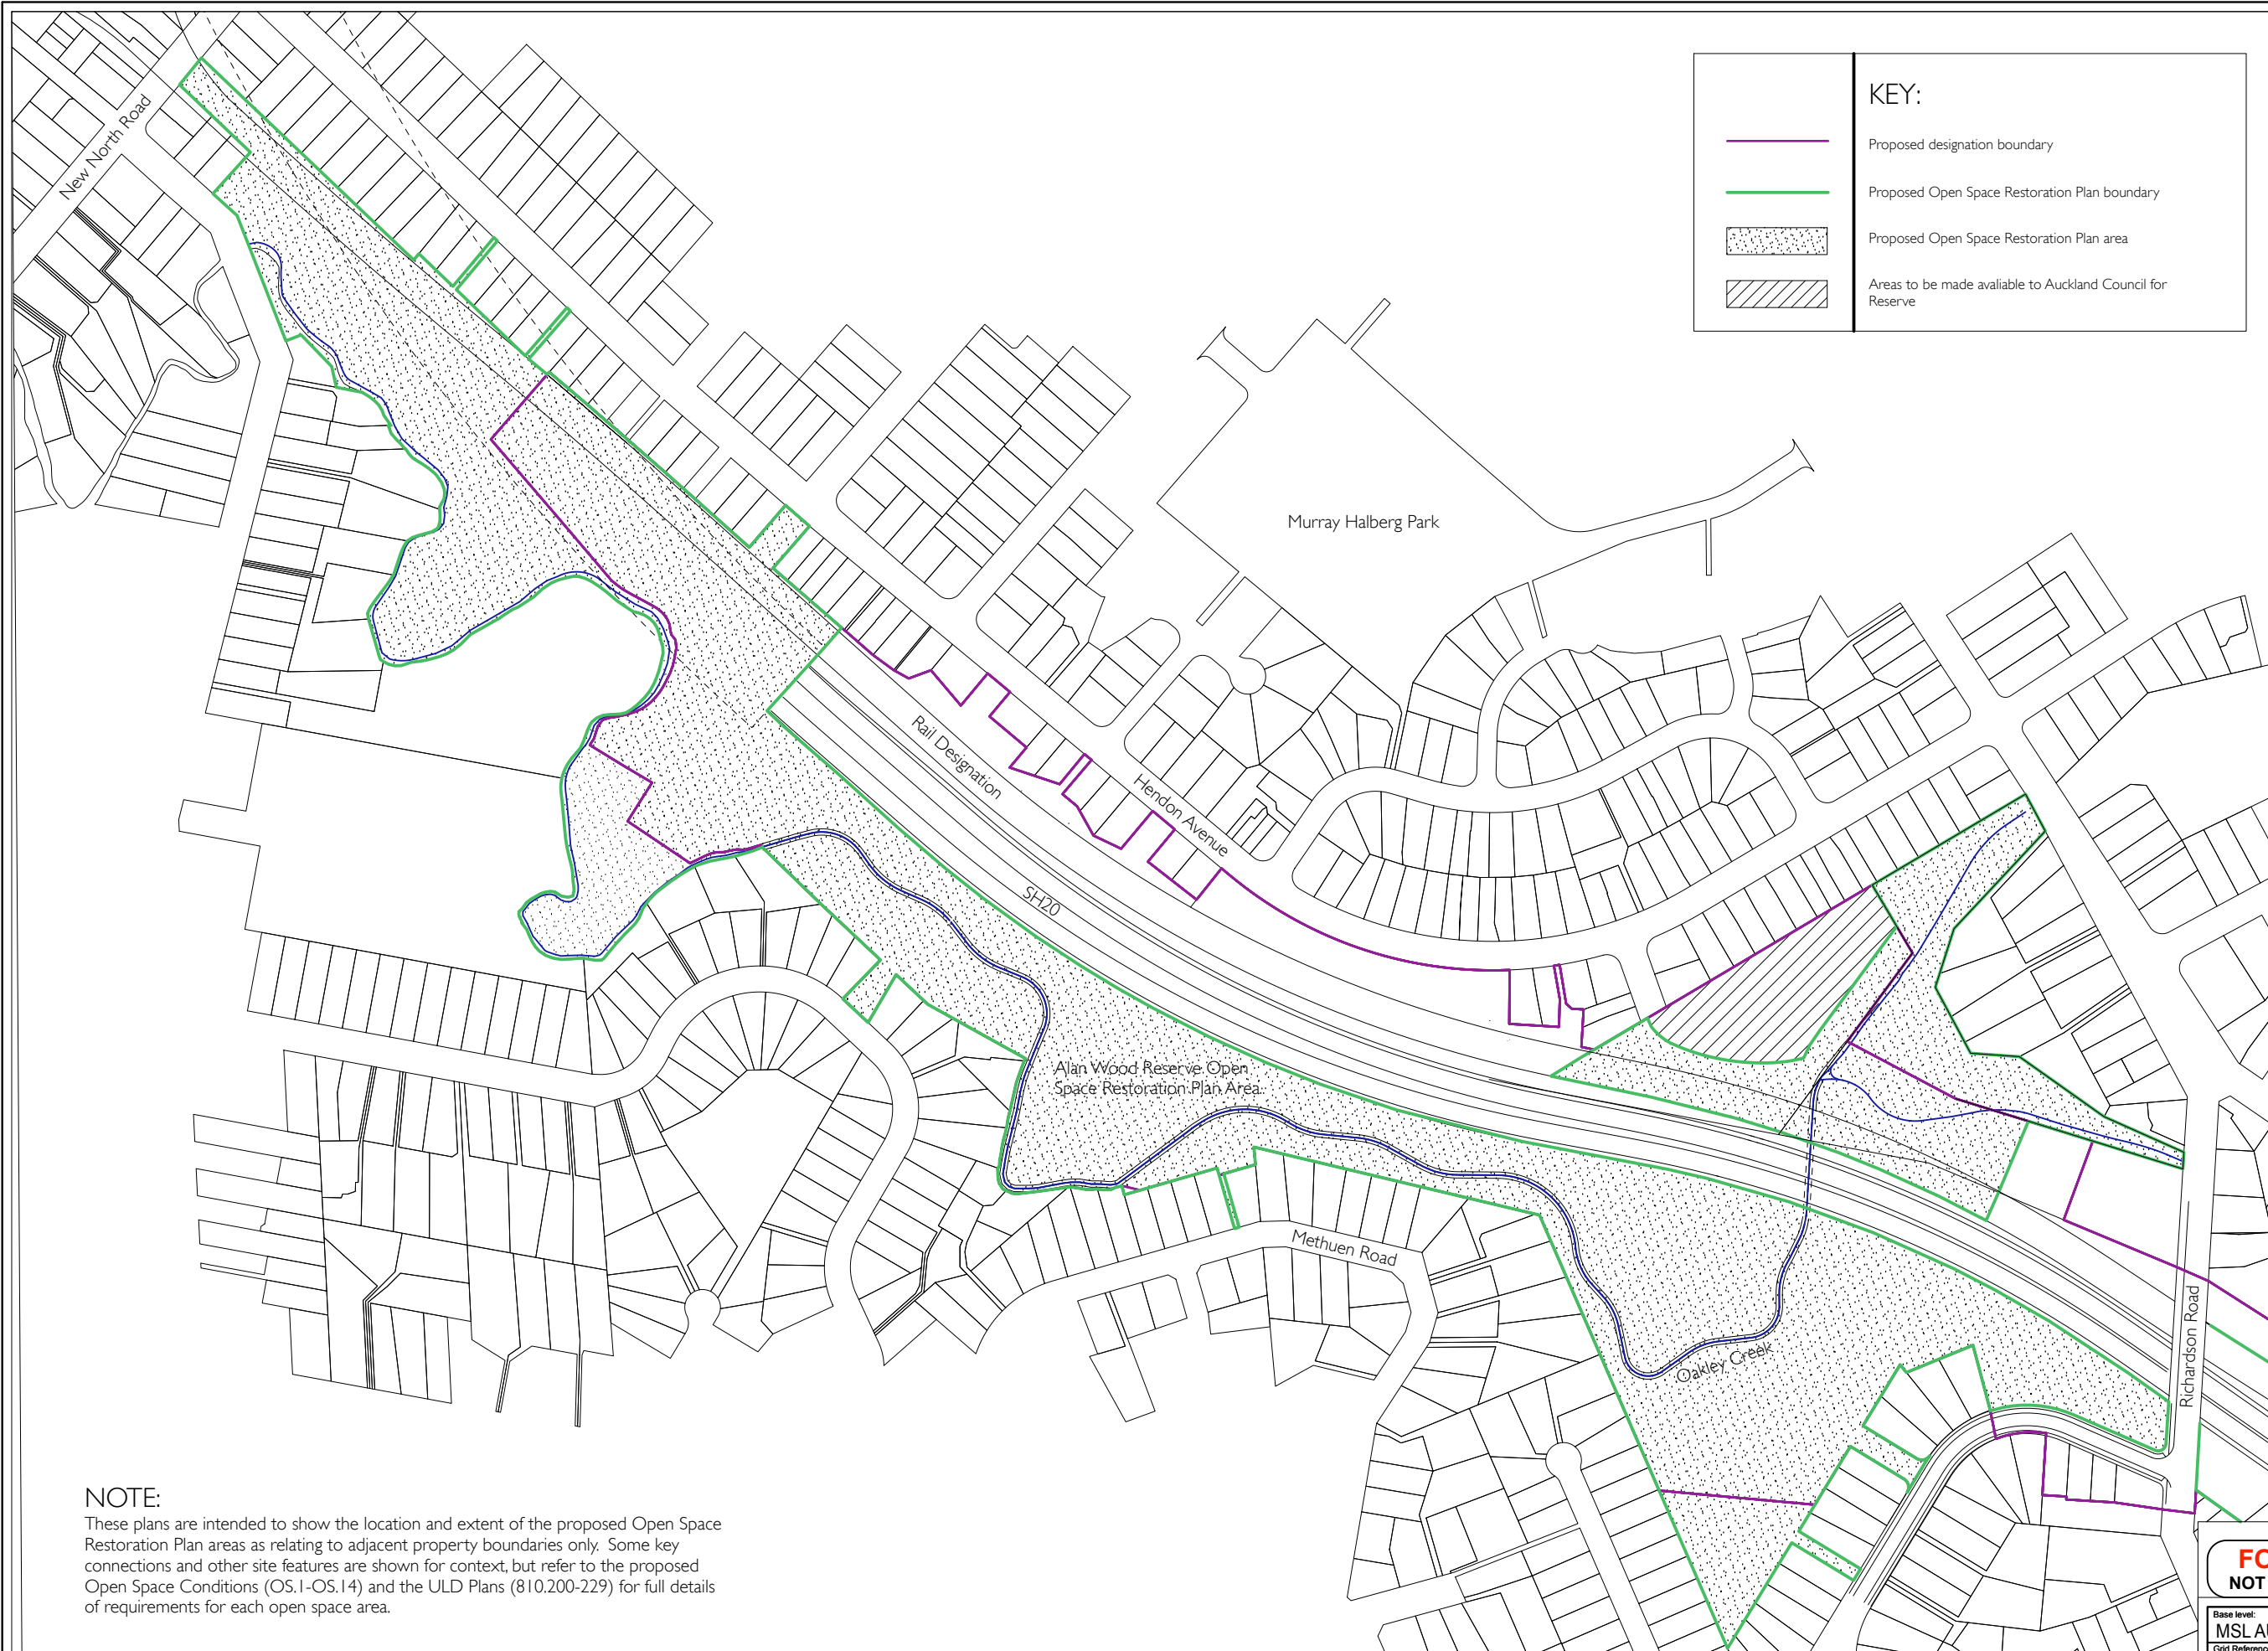 KEY:
Proposed designation boundary
Proposed Open Space Restoration Plan boundary
Proposed Open Space Restoration Plan area
Areas to be made avaliable to Auckland Council for
Reserve
New North Road
Murray Halberg Park
Rail Designation
Hendon Avenue
SH20
Alan Wood Reserve Open
Space Restoration Plan Area
Methuen Road
Oakley Creek
Richardson Road
NOTE:
These plans are intended to show the location and extent of the proposed Open Space
Restoration Plan areas as relating to adjacent property boundaries only. Some key
connections and other site features are shown for context, but refer to the proposed
Open Space Conditions (OS.1-OS.14) and the ULD Plans (810.200-229) for full details
of requirements for each open space area.
NOT
Base level: